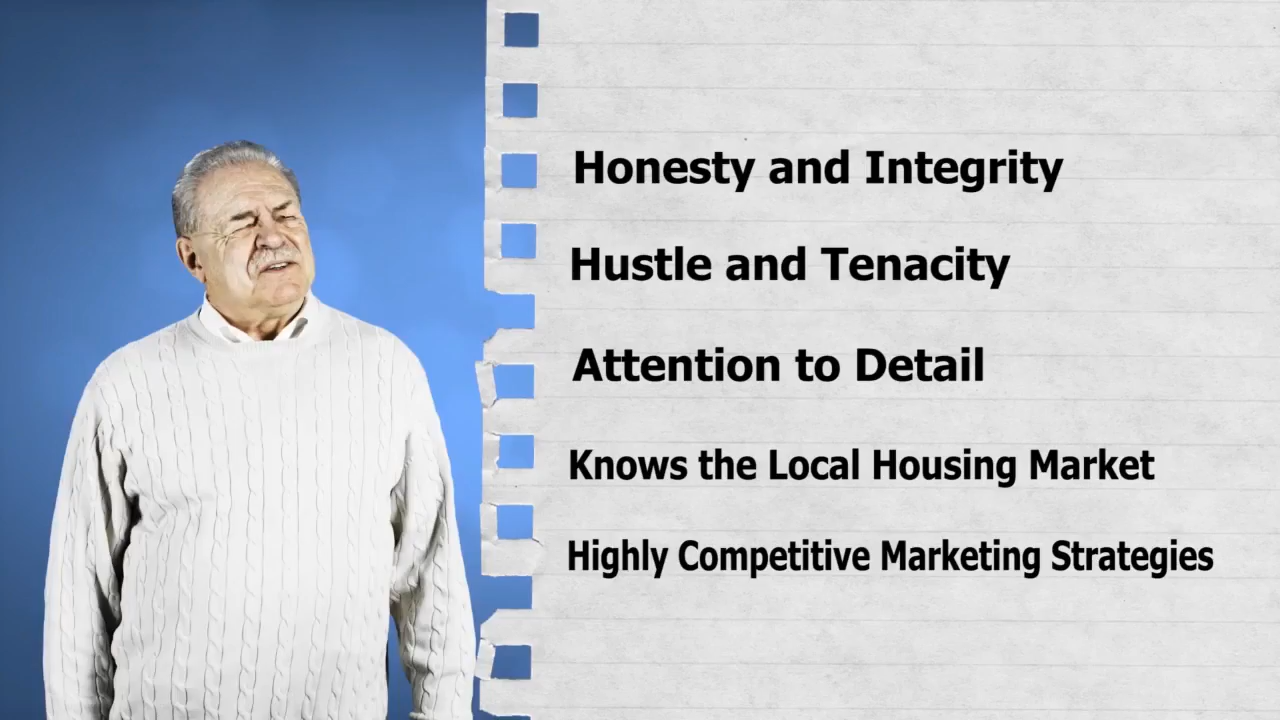 Honesty and Integrity
Hustle and Tenacity
Attention to Detail
Knows the Local Housing Market
Highly Competitive Marketing Strategies